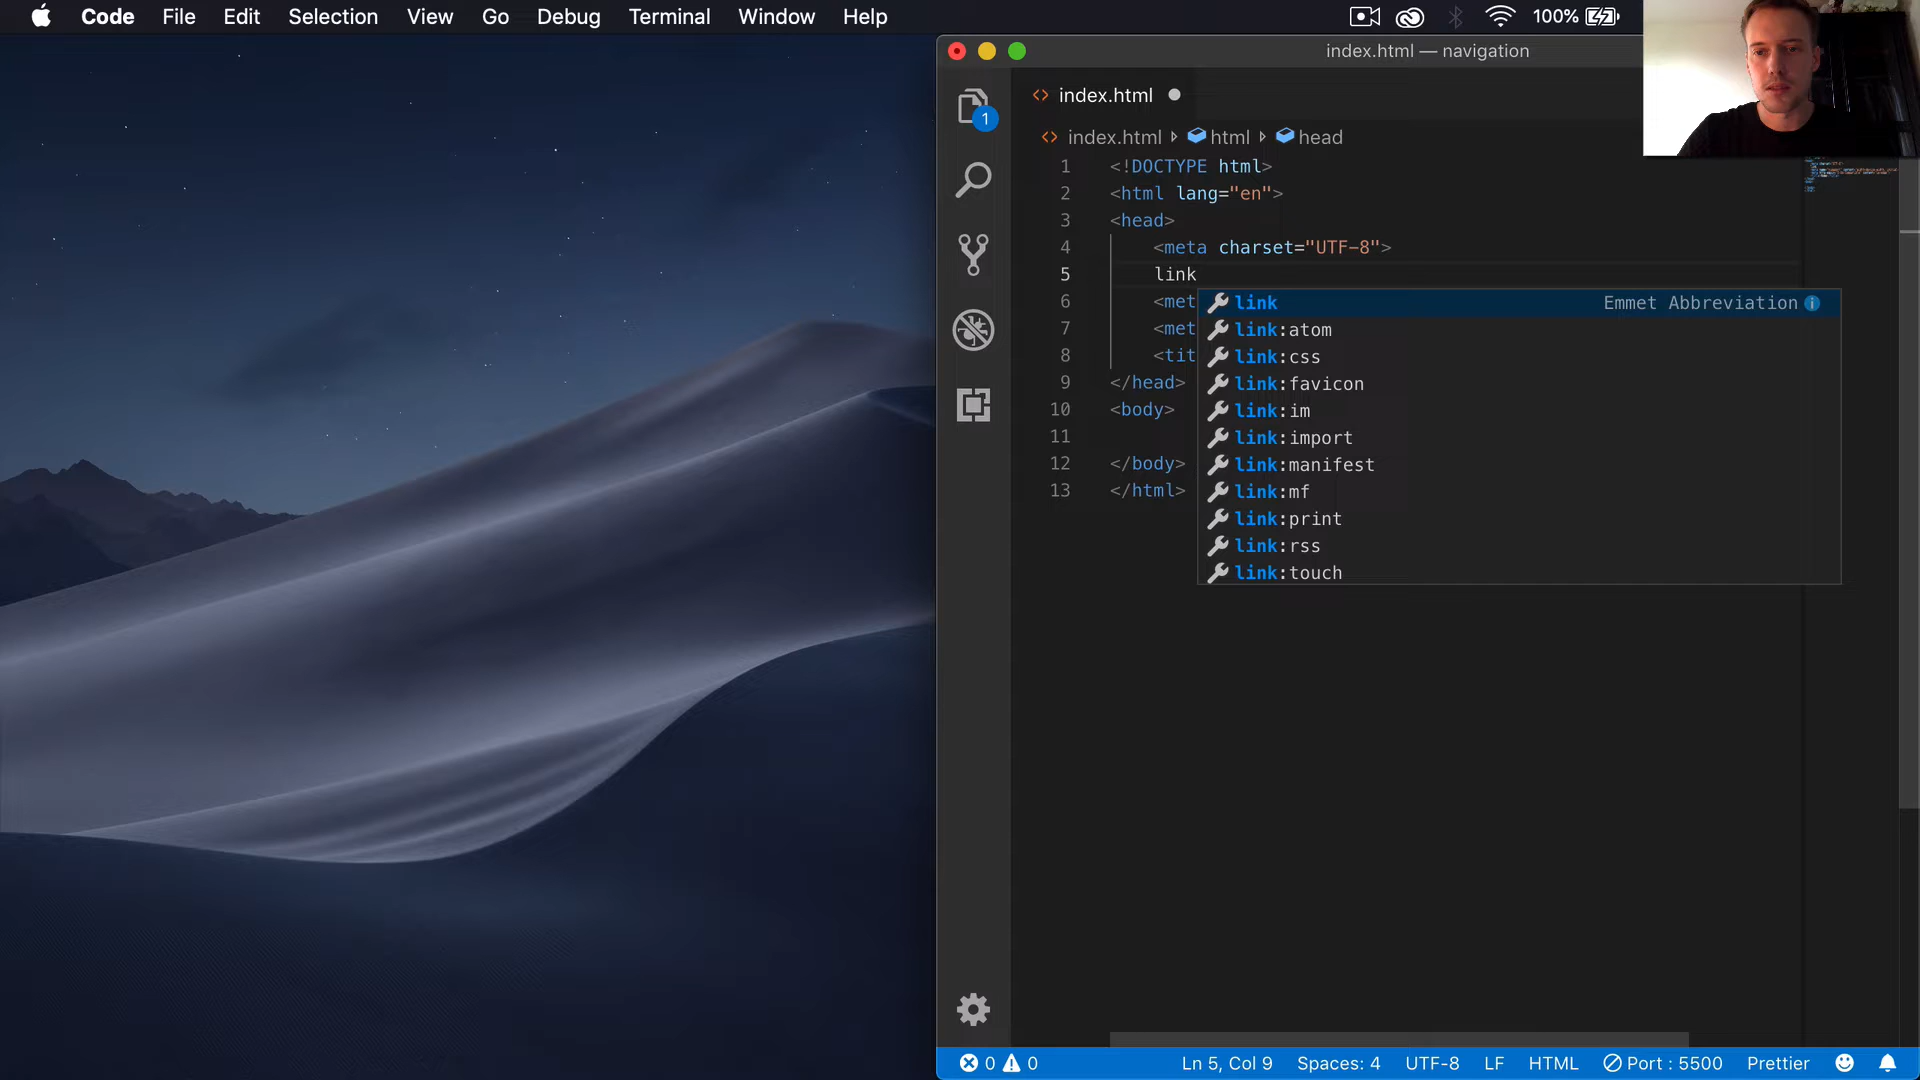 Code File Edit Selection View Go Debug Terminal Window Help 100%
index.html — navigation
1
index.html
index.html html head
1 <!DOCTYPE html>
2 <html lang="en">
3 <head>
4 <meta charset="UTF-8">
5 link
6 <met
7 <met
8 <tit
9 </head>
10 <body>
11
12 </body>
13 </html>
link Emmet Abbreviation
link:atom
link:css
link:favicon
link:im
link:import
link:manifest
link:mf
link:print
link:rss
link:touch
0 0 Ln 5, Col 9 Spaces: 4 UTF-8 LF HTML Port : 5500 Prettier